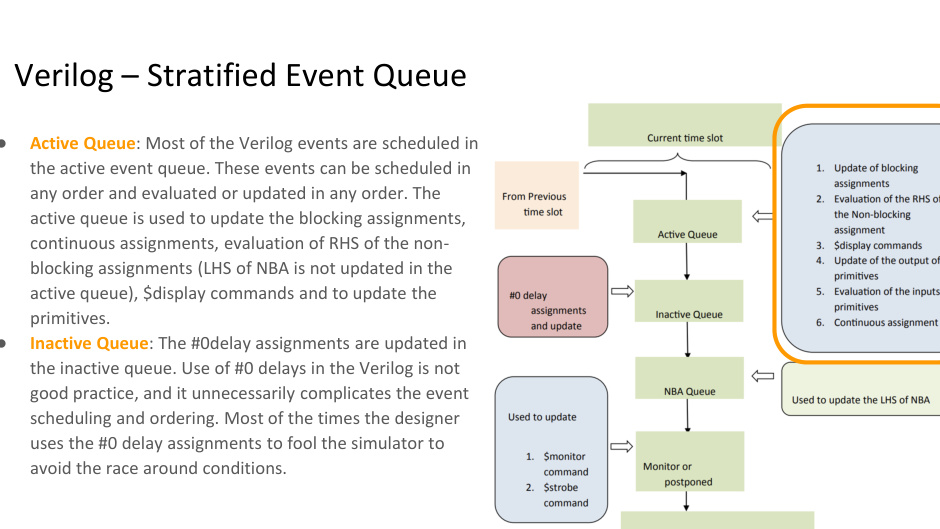 Verilog – Stratified Event Queue
Active Queue: Most of the Verilog events are scheduled in
the active event queue. These events can be scheduled in
any order and evaluated or updated in any order. The
active queue is used to update the blocking assignments,
continuous assignments, evaluation of RHS of the non-
blocking assignments (LHS of NBA is not updated in the
active queue), $display commands and to update the
primitives.
Inactive Queue: The #0delay assignments are updated in
the inactive queue. Use of #0 delays in the Verilog is not
good practice, and it unnecessarily complicates the event
scheduling and ordering. Most of the times the designer
uses the #0 delay assignments to fool the simulator to
avoid the race around conditions.
Current time slot
From Previous
time slot
Active Queue
1. Update of blocking
assignments
2. Evaluation of the RHS of
the Non-blocking
assignment
3. $display commands
4. Update of the output of
primitives
5. Evaluation of the inputs
primitives
6. Continuous assignment
#0 delay
assignments
and update
Inactive Queue
NBA Queue
Used to update the LHS of NBA
Used to update
1. $monitor
command
2. $strobe
command
Monitor or
postponed